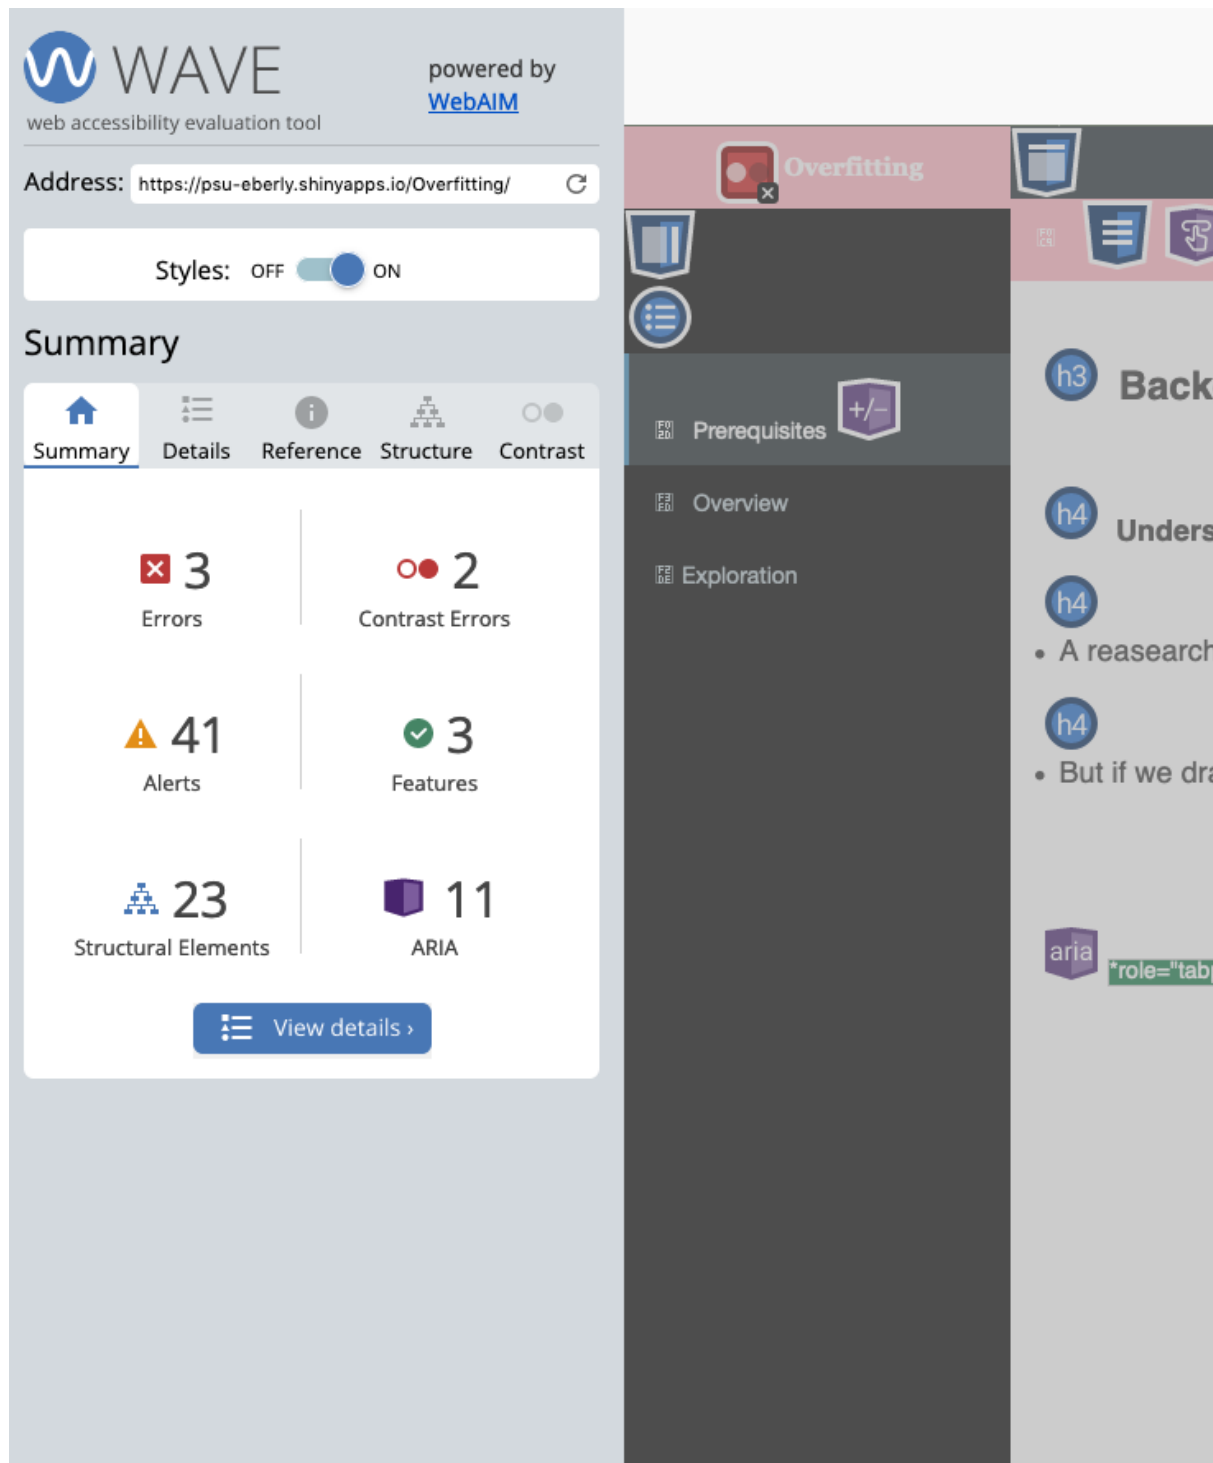 WAVE
powered by
WebAIM
web accessibility evaluation tool
Address: https://psu-eberly.shinyapps.io/Overfitting/
Styles: OFF ON
Summary
Summary Details Reference Structure Contrast
3
Errors
2
Contrast Errors
41
Alerts
3
Features
23
Structural Elements
11
ARIA
View details ›
Overfitting
+/-
Prerequisites
Overview
Exploration
h3 Back
h4 Unders
h4
• A reasearch
h4
• But if we dra
aria *role="tabp